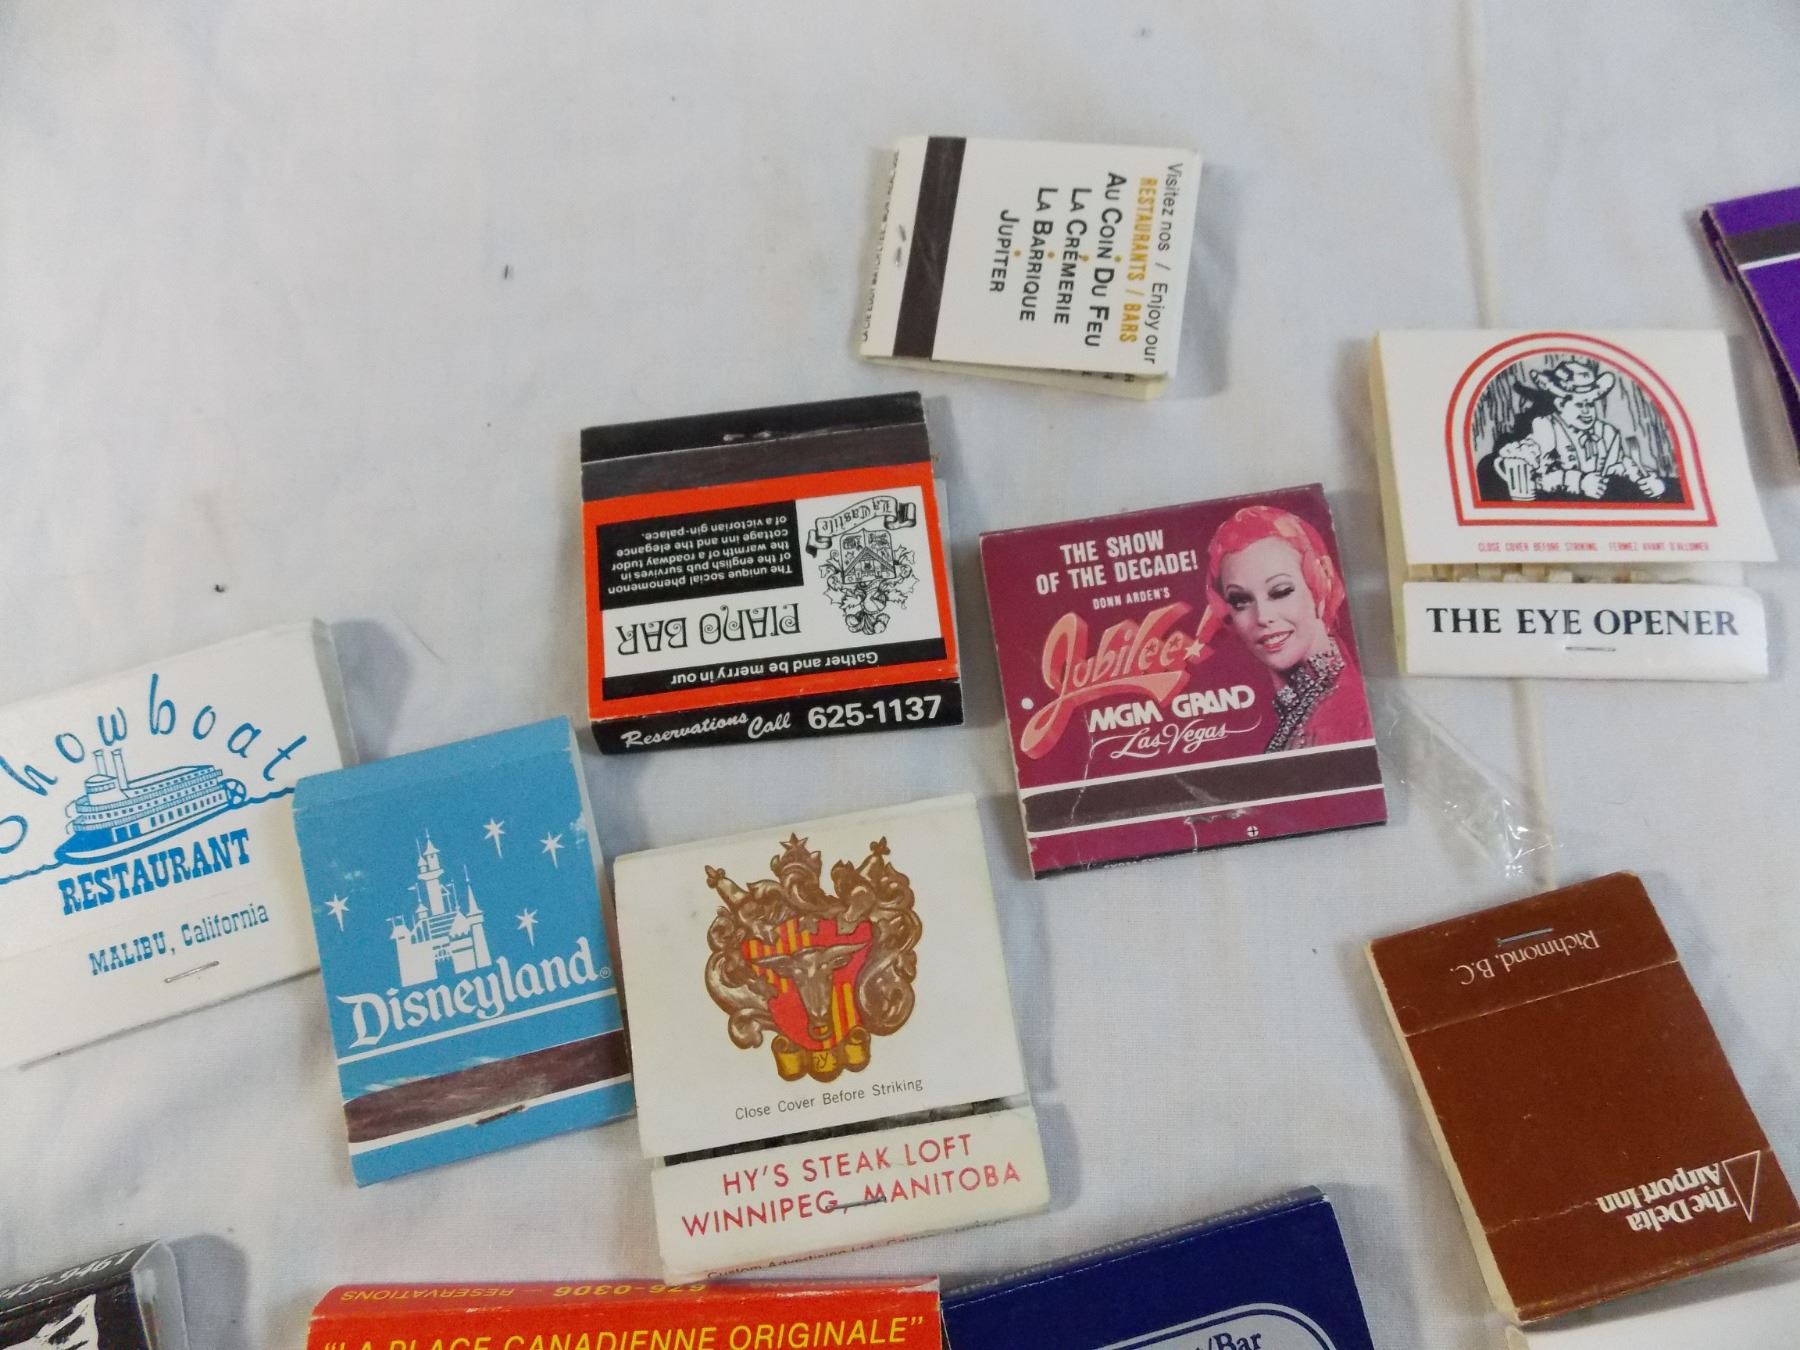 Visitez nos / Enjoy our
RESTAURANTS / BARS
AU COIN DU FEU
LA CRÉMERIE
LA BARRIQUE
JUPITER
CLOSE COVER BEFORE STRIKING - FERMEZ AVANT D'ALLUMER
THE EYE OPENER
Gather and be merry in our
PIANO BAR
The unique social phenomenon
of the english pub survives in
the warmth of a roadway tudor
cottage inn and the elegance
of a victorian gin-palace.
La Castile
Reservations Call 625-1137
THE SHOW
OF THE DECADE!
DONN ARDEN'S
Jubilee!
MGM GRAND
Las Vegas
Showboat
RESTAURANT
MALIBU, California
Disneyland®
Close Cover Before Striking
HY'S STEAK LOFT
WINNIPEG, MANITOBA
The Delta
Airport Inn
Richmond, B.C.
676-0306 — RESERVATIONS
"LA PLACE CANADIENNE ORIGINALE"
/Bar